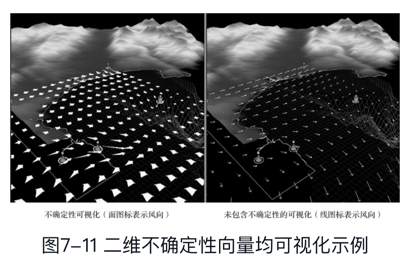 不确定性可视化（面图标表示风向）
未包含不确定性的可视化（线图标表示风向）
图7-11 二维不确定性向量均可视化示例